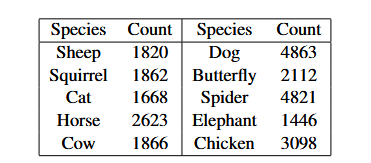 Species Count Species Count
Sheep 1820 Dog 4863
Squirrel 1862 Butterfly 2112
Cat 1668 Spider 4821
Horse 2623 Elephant 1446
Cow 1866 Chicken 3098